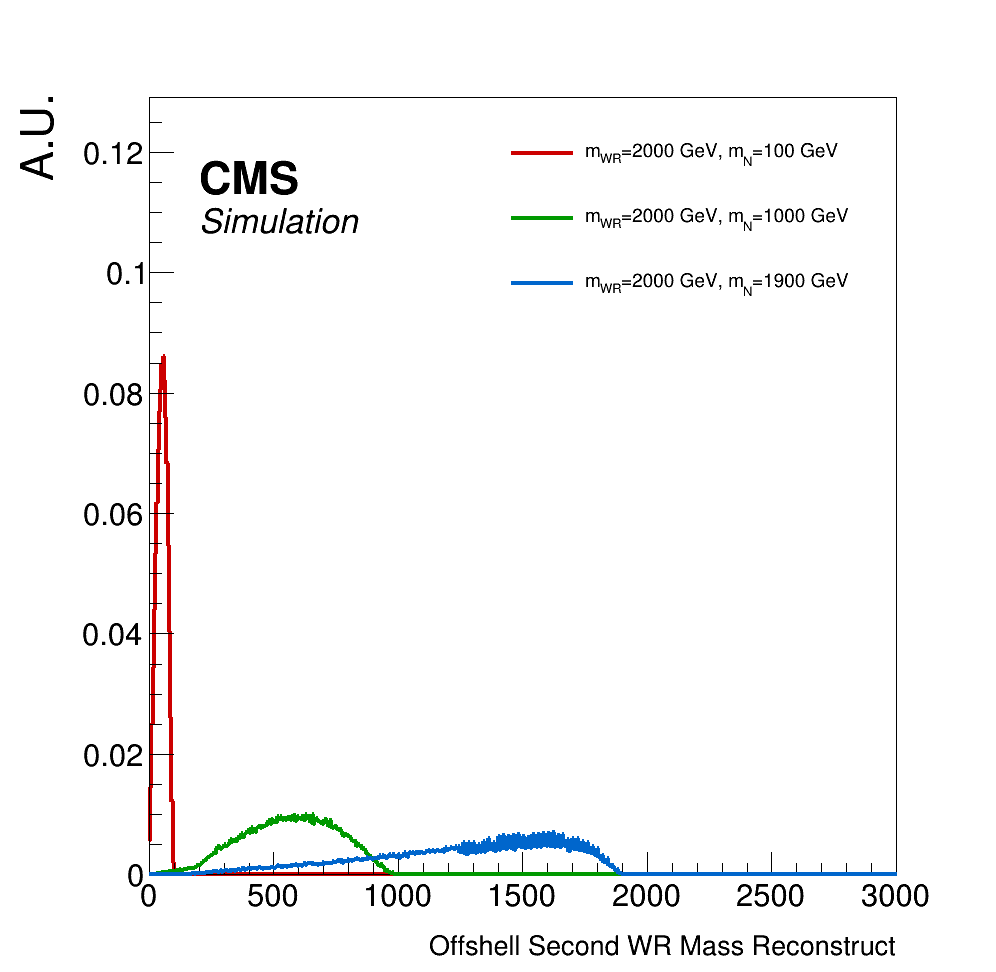 A.U.
CMS
Simulation
m_WR=2000 GeV, m_N=100 GeV
m_WR=2000 GeV, m_N=1000 GeV
m_WR=2000 GeV, m_N=1900 GeV
0.12
0.1
0.08
0.06
0.04
0.02
0
0 500 1000 1500 2000 2500 3000
Offshell Second WR Mass Reconstruct